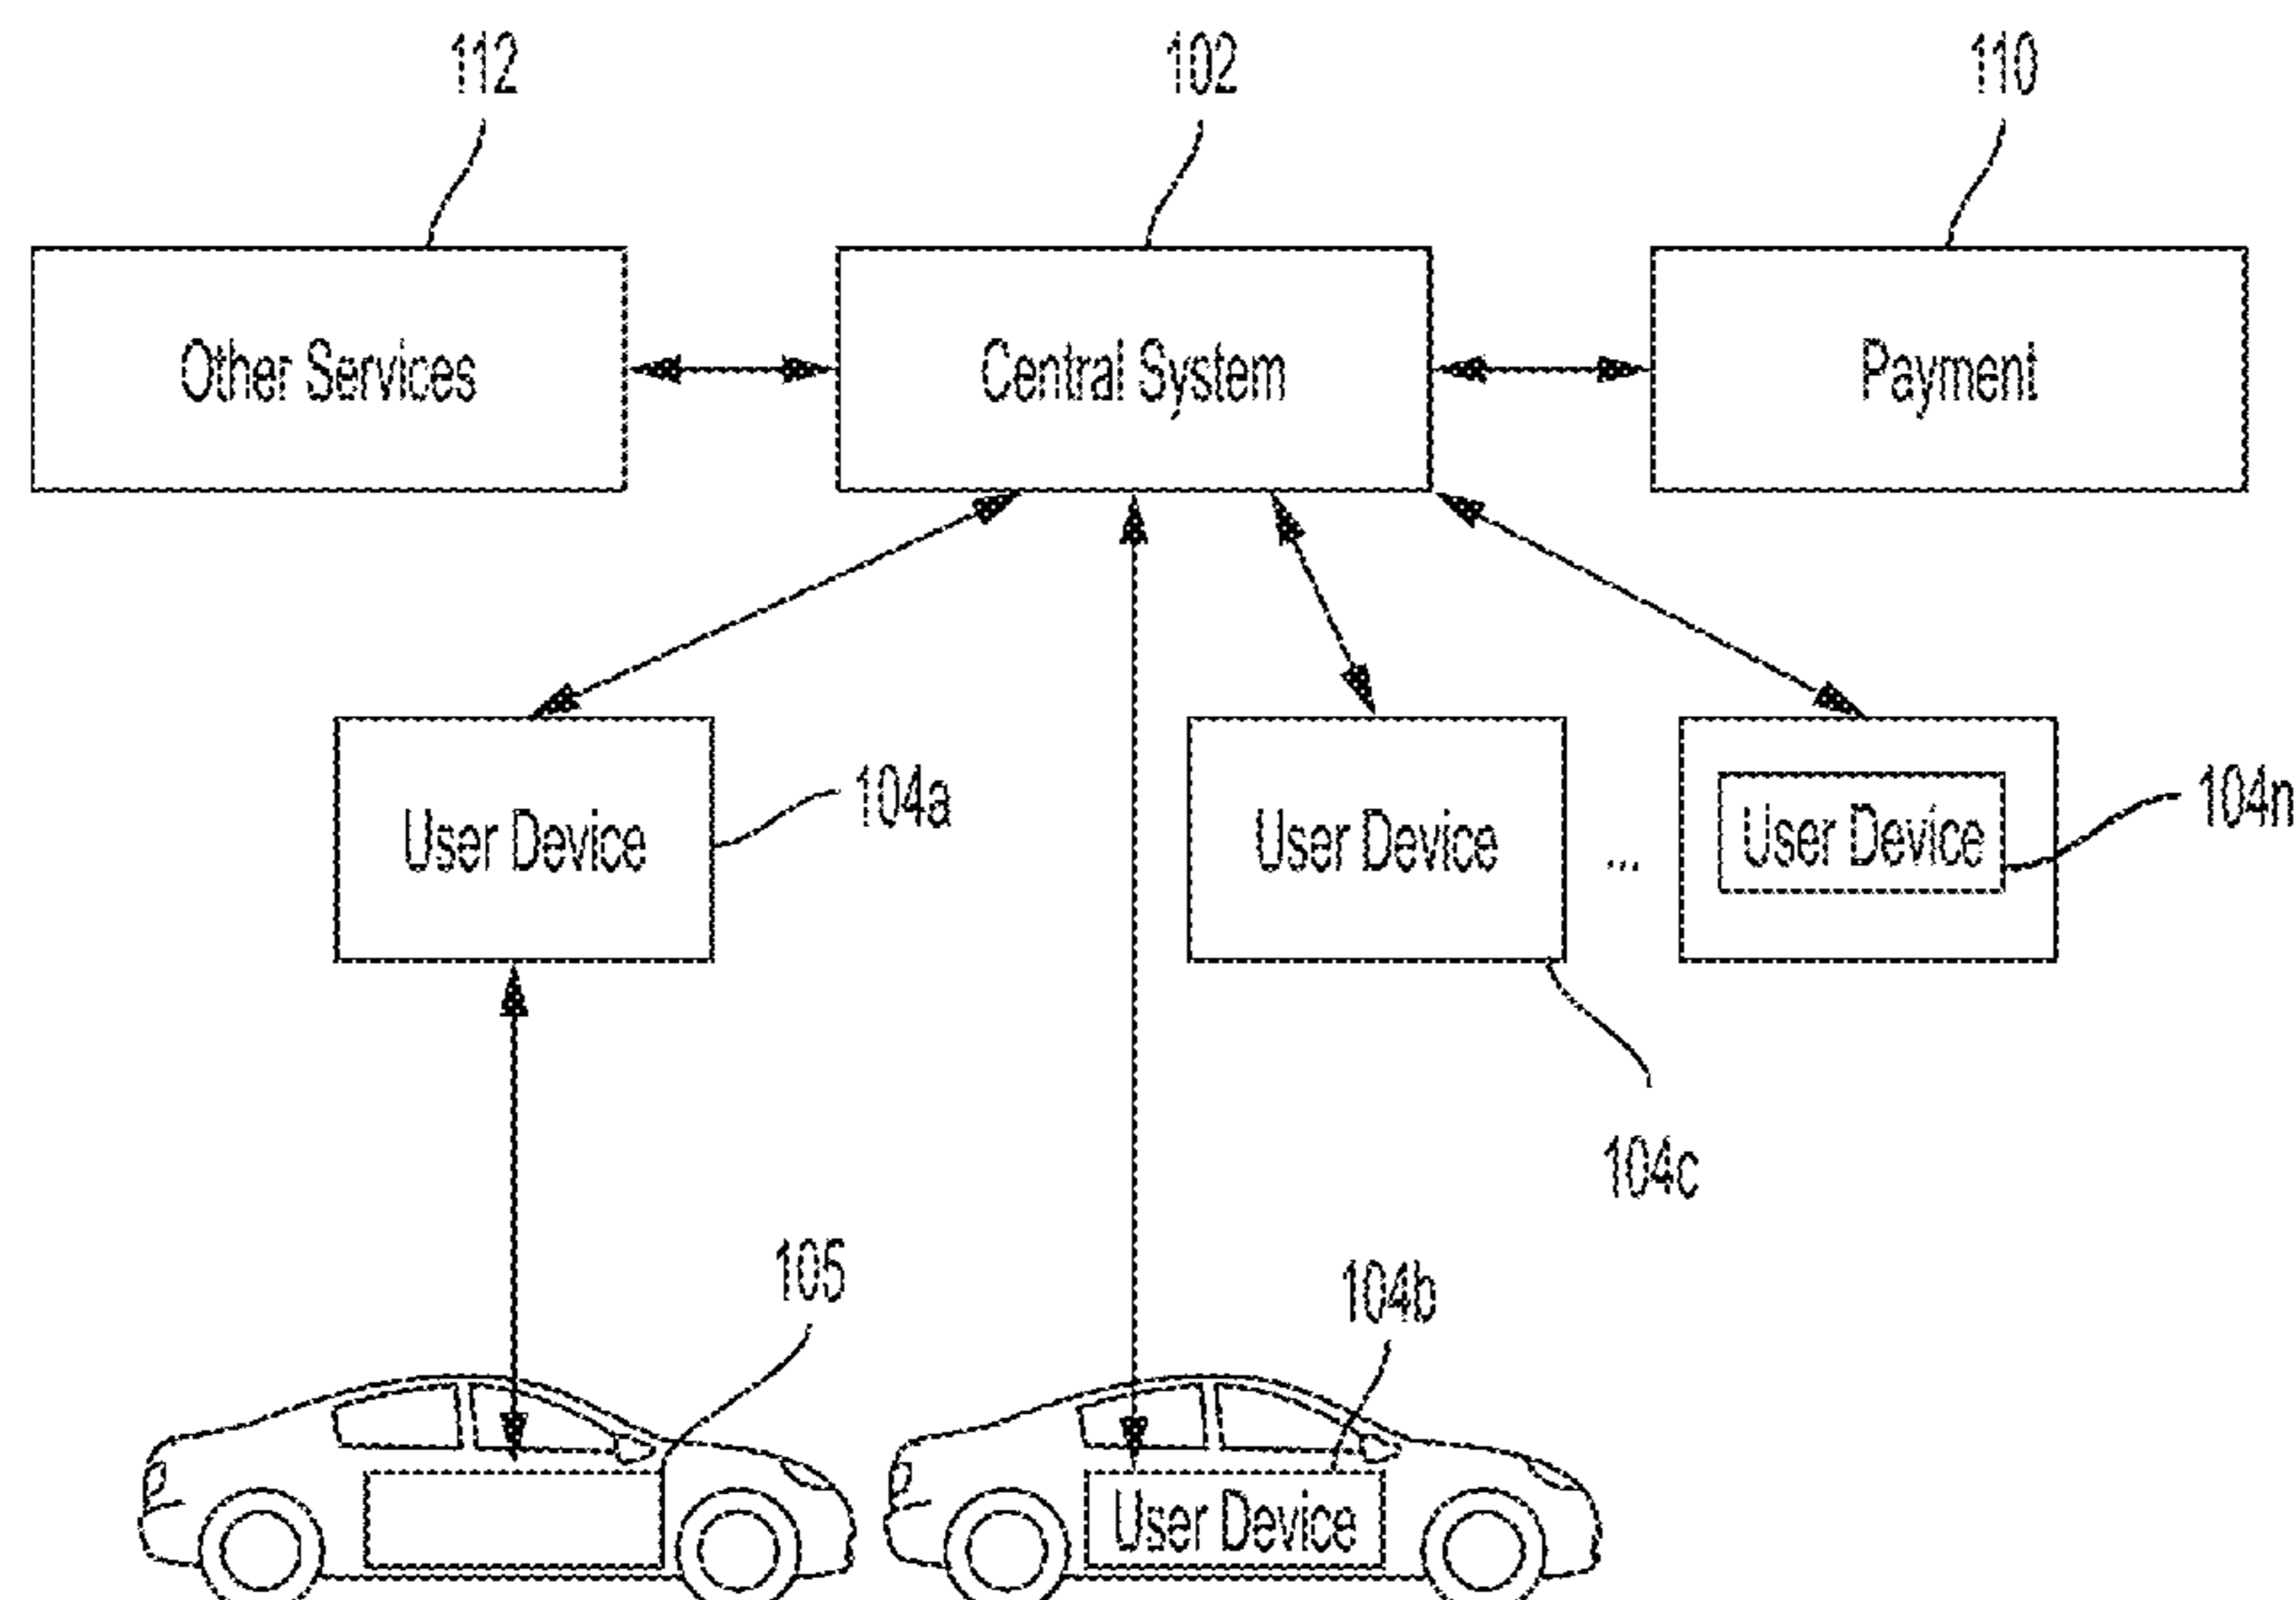 112
102
110
Other Services
Central System
Payment
104a
104n
User Device
User Device
...
User Device
104c
105
104b
User Device